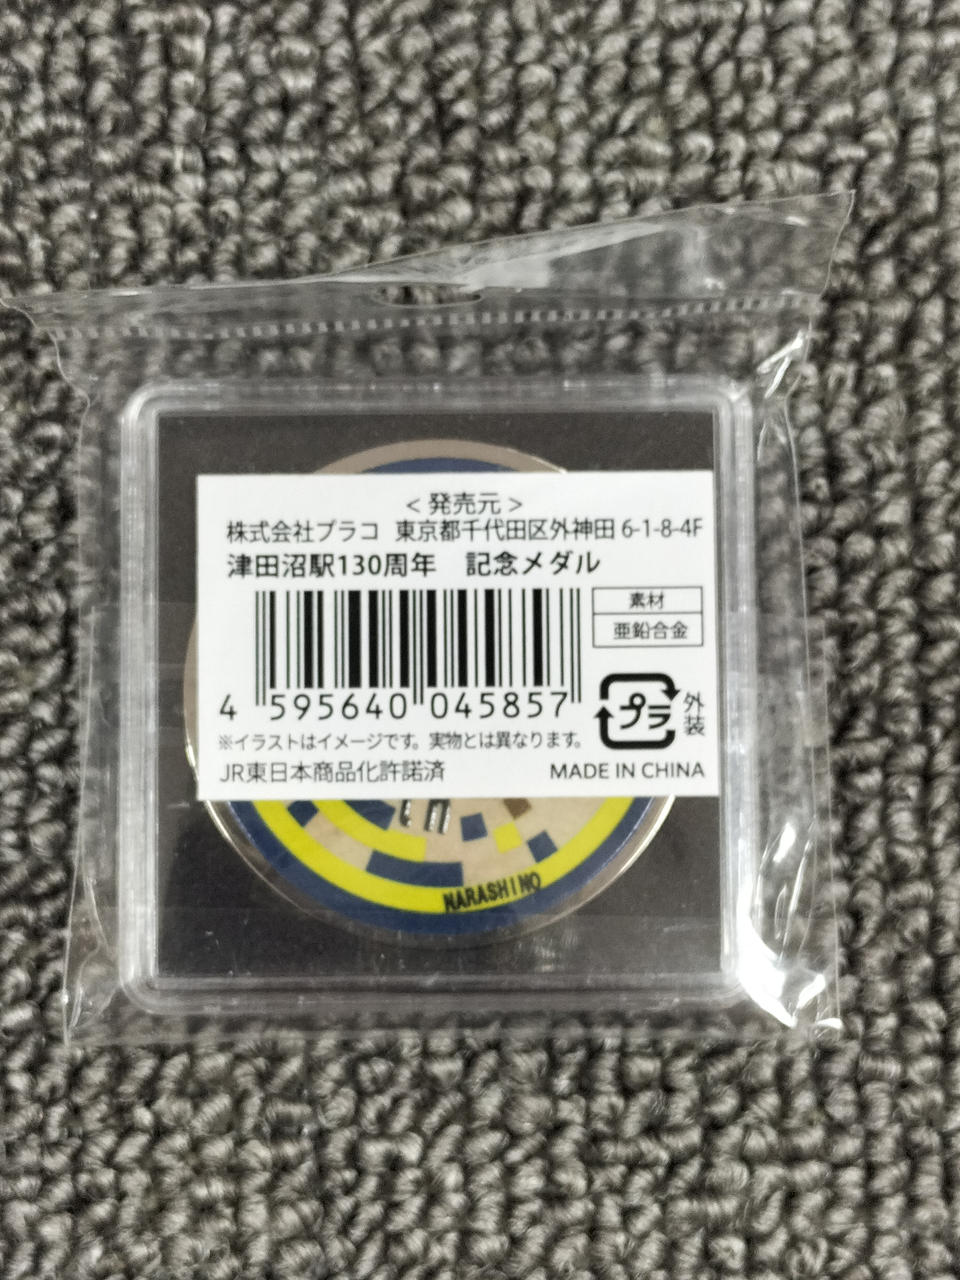 <発売元>
株式会社プラコ 東京都千代田区外神田 6-1-8-4F
津田沼駅130周年 記念メダル
素材
亜鉛合金
4 595640 045857
プラ
外装
※イラストはイメージです。実物とは異なります。
JR東日本商品化許諾済
MADE IN CHINA
NARASHINO